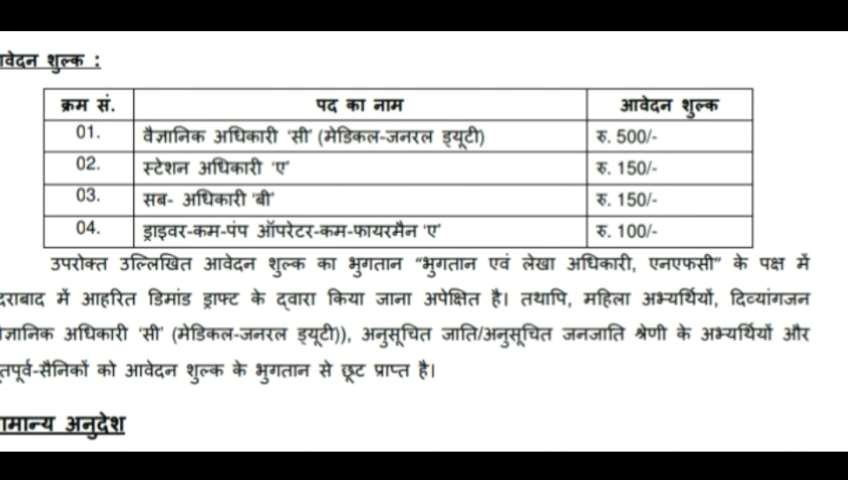 वेदन शुल्क :
क्रम सं. पद का नाम आवेदन शुल्क
01. वैज्ञानिक अधिकारी 'सी' (मेडिकल-जनरल ड्यूटी) रु. 500/-
02. स्टेशन अधिकारी 'ए' रु. 150/-
03. सब- अधिकारी 'बी' रु. 150/-
04. ड्राइवर-कम-पंप ऑपरेटर-कम-फायरमैन 'ए' रु. 100/-
उपरोक्त उल्लिखित आवेदन शुल्क का भुगतान “भुगतान एवं लेखा अधिकारी, एनएफसी” के पक्ष में
दराबाद में आहरित डिमांड ड्राफ्ट के द्वारा किया जाना अपेक्षित है। तथापि, महिला अभ्यर्थियों, दिव्यांगजन
ज्ञानिक अधिकारी 'सी' (मेडिकल-जनरल ड्यूटी)), अनुसूचित जाति/अनुसूचित जनजाति श्रेणी के अभ्यर्थियों और
तपूर्व-सैनिकों को आवेदन शुल्क के भुगतान से छूट प्राप्त है।
मान्य अनुदेश